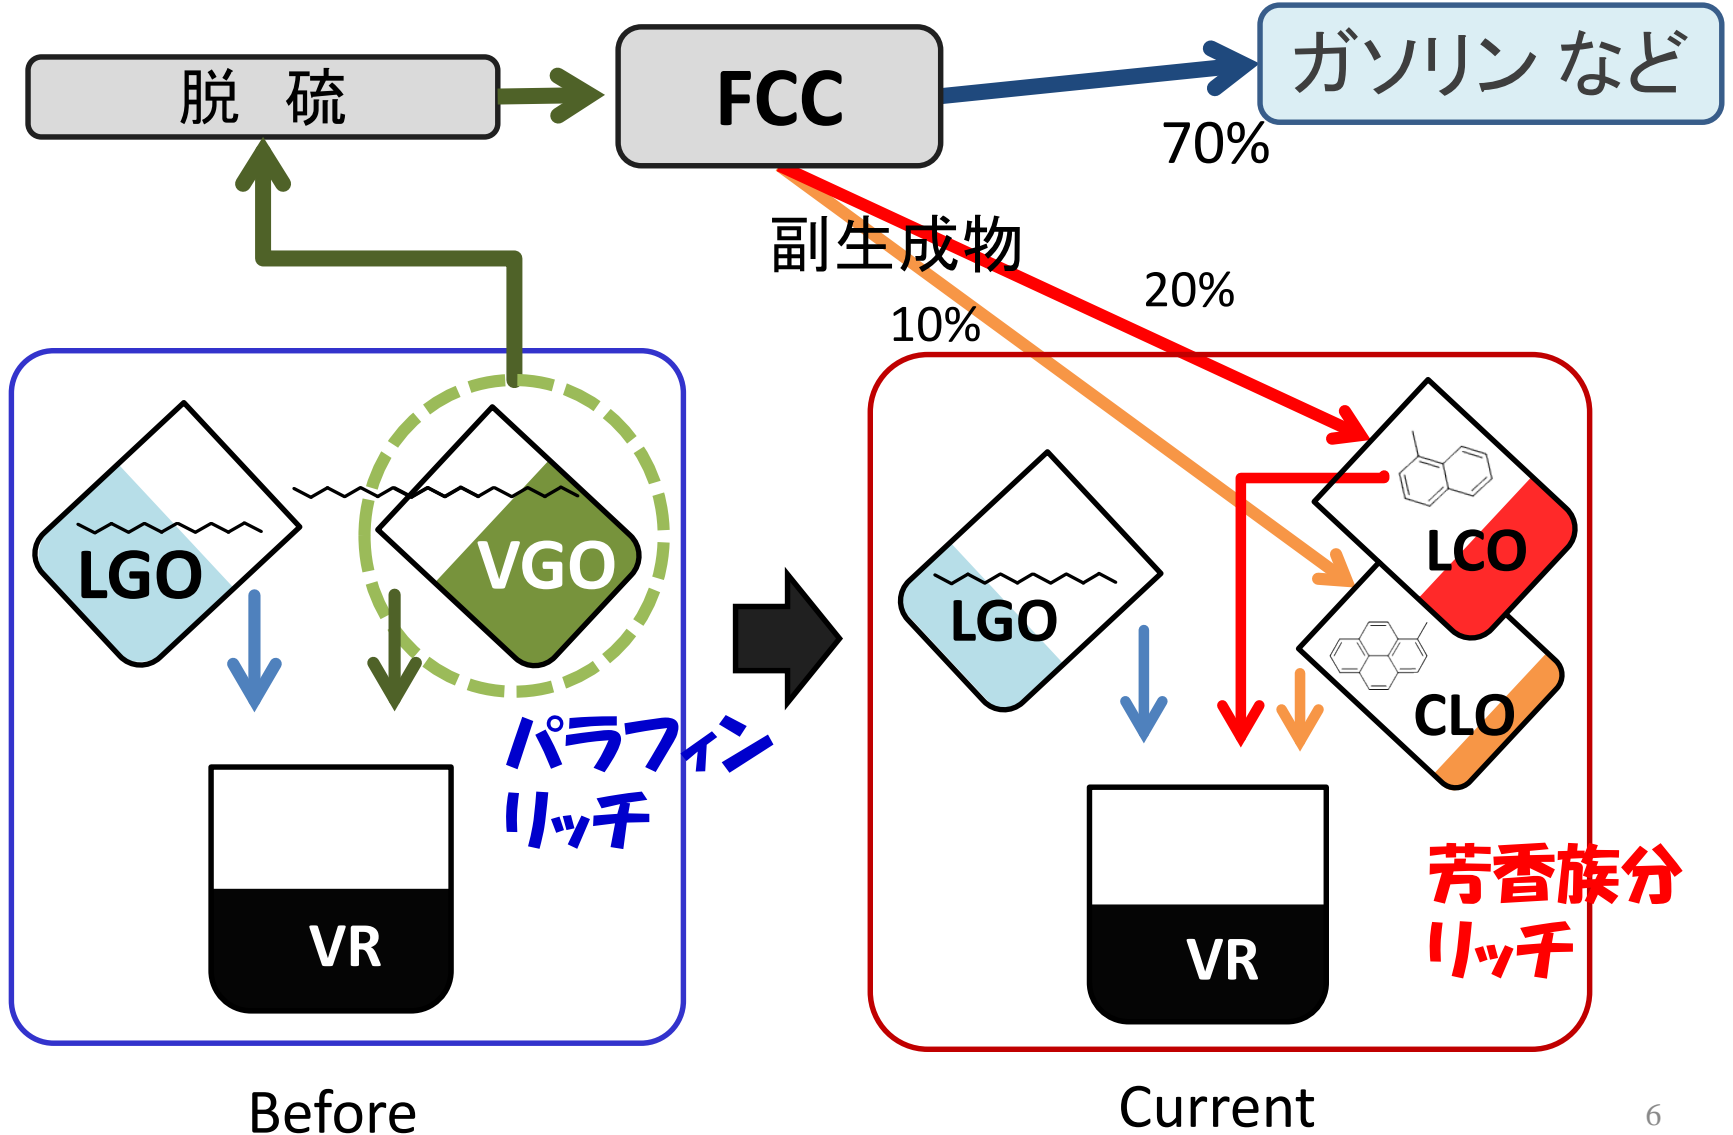 脱 硫
FCC
ガソリン など
70%
副生成物
20%
10%
LGO
VGO
パラフィン
リッチ
VR
Before
LGO
LCO
CLO
芳香族分
リッチ
VR
Current
6